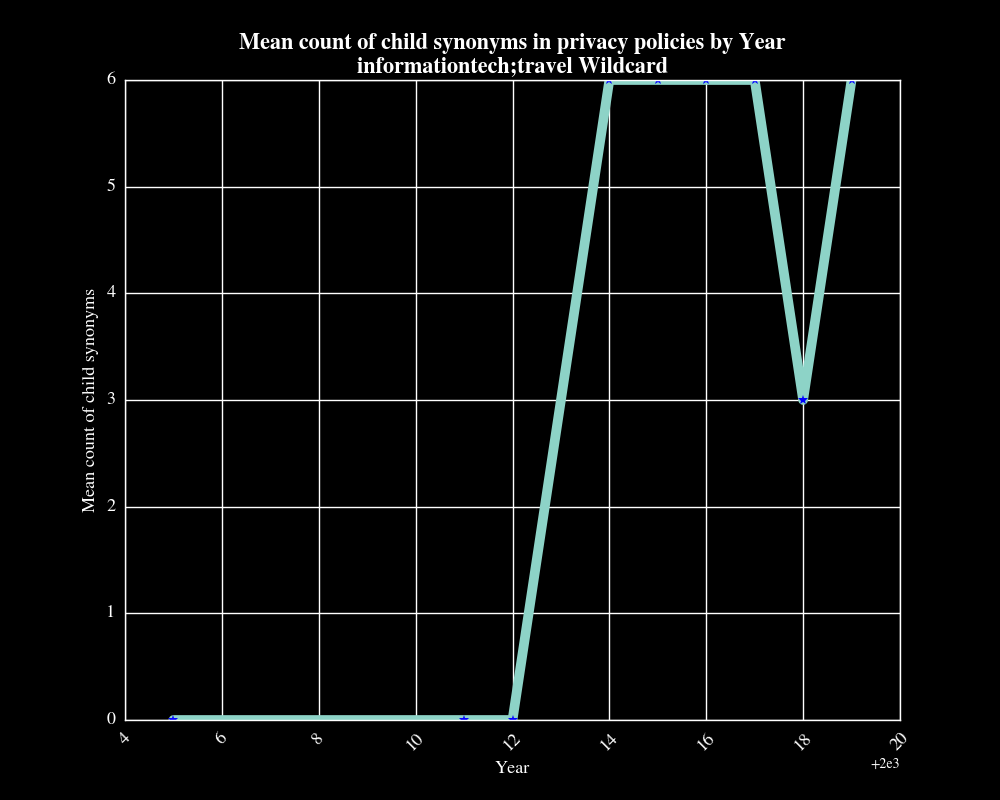 Mean count of child synonyms in privacy policies by Year
informationtech;travel Wildcard
6
5
4
3
2
1
0
Mean count of child synonyms
4 6 8 10 12 14 16 18 20
Year
+2e3